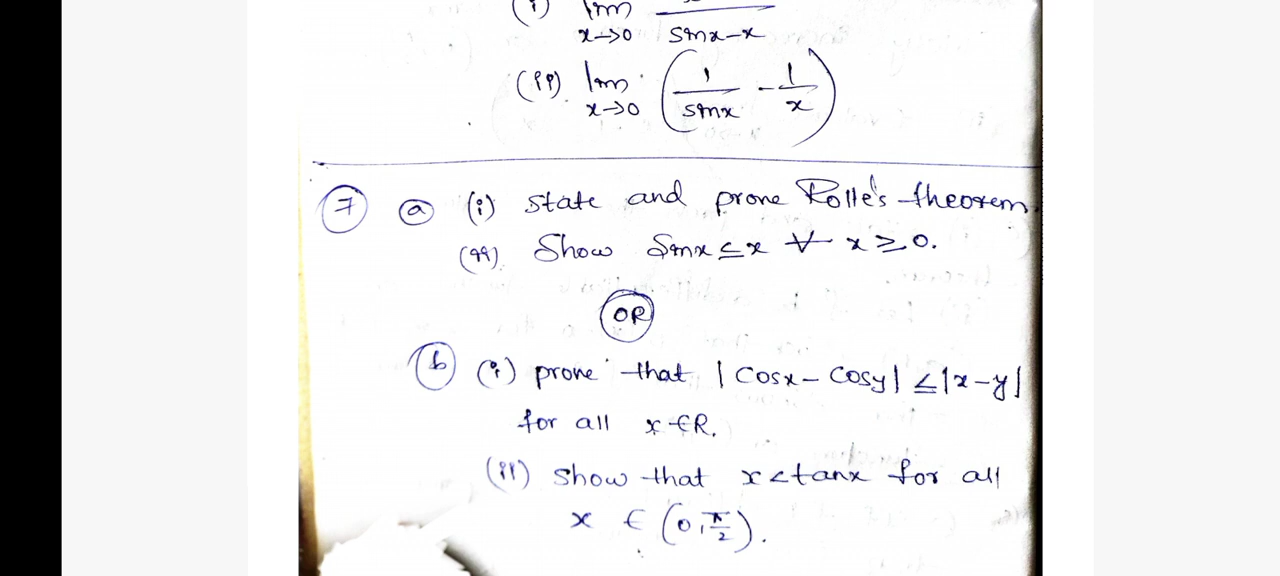 (i) lim
x→0 sinx-x
(ii) lim (1/sinx - 1/x)
x→0
7 a (i) State and prove Rolle's theorem.
(ii) Show Sinx ≤ x ∀ x ≥ 0.
OR
b (i) prove that | Cosx - Cosy| ≤ |x-y|
for all x ∈ R.
(ii) show that x < tanx for all
x ∈ (0, π/2).